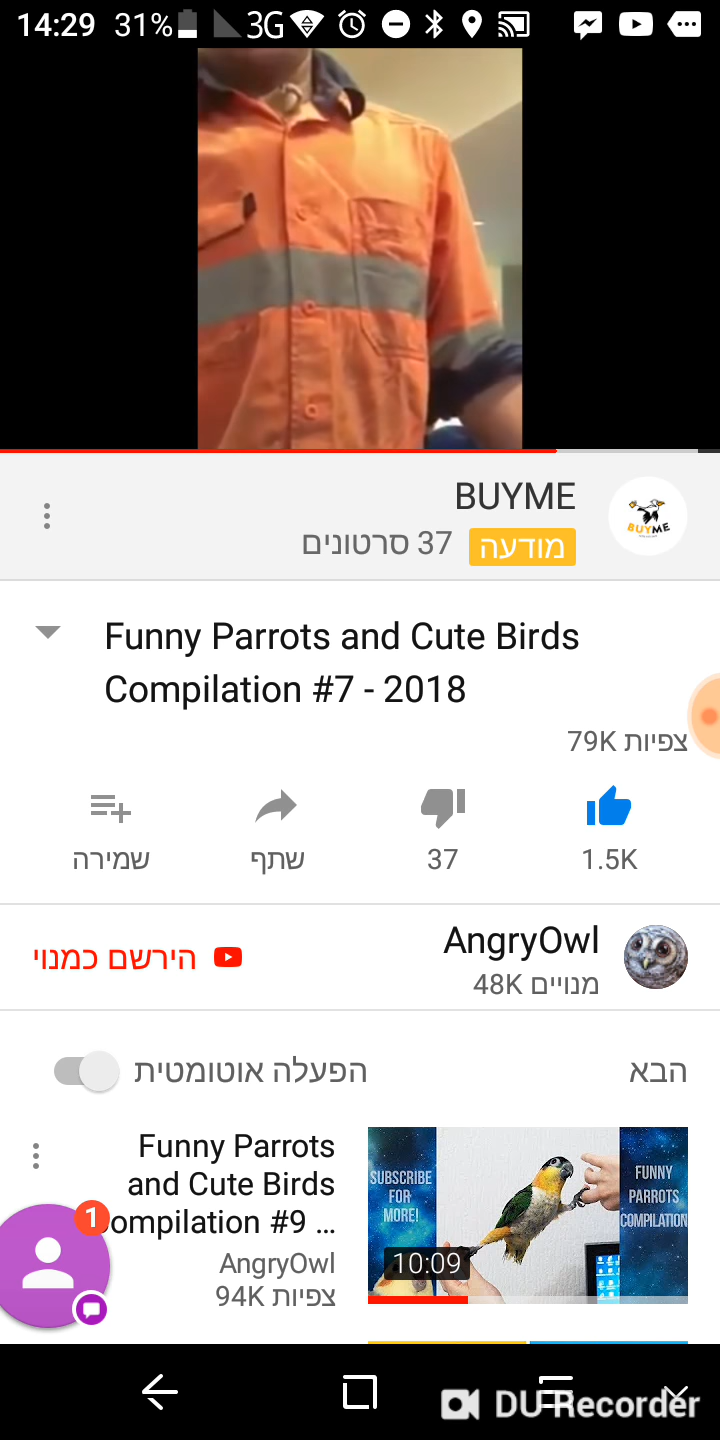 14:29 31% 3G
BUYME
BUYME
מודעה 37 סרטונים
Funny Parrots and Cute Birds
Compilation #7 - 2018
79K צפיות
1.5K
37
שתף
שמירה
AngryOwl
48K מנויים
הירשם כמנוי
הבא
הפעלה אוטומטית
SUBSCRIBE
FOR
MORE!
FUNNY
PARROTS
COMPILATION
10:09
Funny Parrots
and Cute Birds
ompilation #9 ...
AngryOwl
94K צפיות
1
DU Recorder